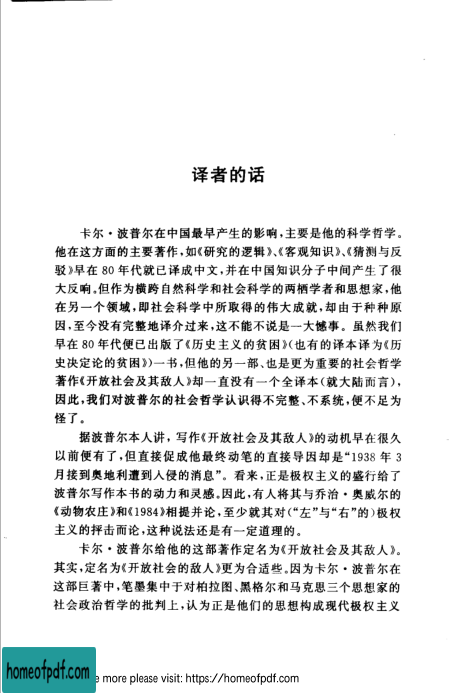 译者的话
卡尔·波普尔在中国最早产生的影响,主要是他的科学哲学。
他在这方面的主要著作,如《研究的逻辑》、《客观知识》、《猜测与反
驳》早在 80 年代就已译成中文,并在中国知识分子中间产生了很
大反响。但作为横跨自然科学和社会科学的两栖学者和思想家,他
在另一个领域,即社会科学中所取得的伟大成就,却由于种种原
因,至今没有完整地译介过来,这不能不说是一大憾事。虽然我们
早在 80 年代便已出版了《历史主义的贫困》(也有的译本译为《历
史决定论的贫困》)一书,但他的另一部、也是更为重要的社会哲学
著作《开放社会及其敌人》却一直没有一个全译本(就大陆而言),
因此,我们对波普尔的社会哲学认识得不完整、不系统,便不足为
怪了。
据波普尔本人讲,写作《开放社会及其敌人》的动机早在很久
以前便有了,但直接促成他最终动笔的直接导因却是“1938 年 3
月接到奥地利遭到入侵的消息”。看来,正是极权主义的盛行给了
波普尔写作本书的动力和灵感。因此,有人将其与乔治·奥威尔的
《动物农庄》和《1984》相提并论,至少就其对(“左”与“右”的)极权
主义的抨击而论,这种说法还是有一定道理的。
卡尔·波普尔给他的这部著作定名为《开放社会及其敌人》。
其实,定名为《开放社会的敌人》更为合适些。因为卡尔·波普尔在
这部巨著中,笔墨集中于对柏拉图、黑格尔和马克思三个思想家的
社会政治哲学的批判上,认为正是他们的思想构成现代极权主义
homeofpdf.com
e more please visit: https://homeofpdf.com